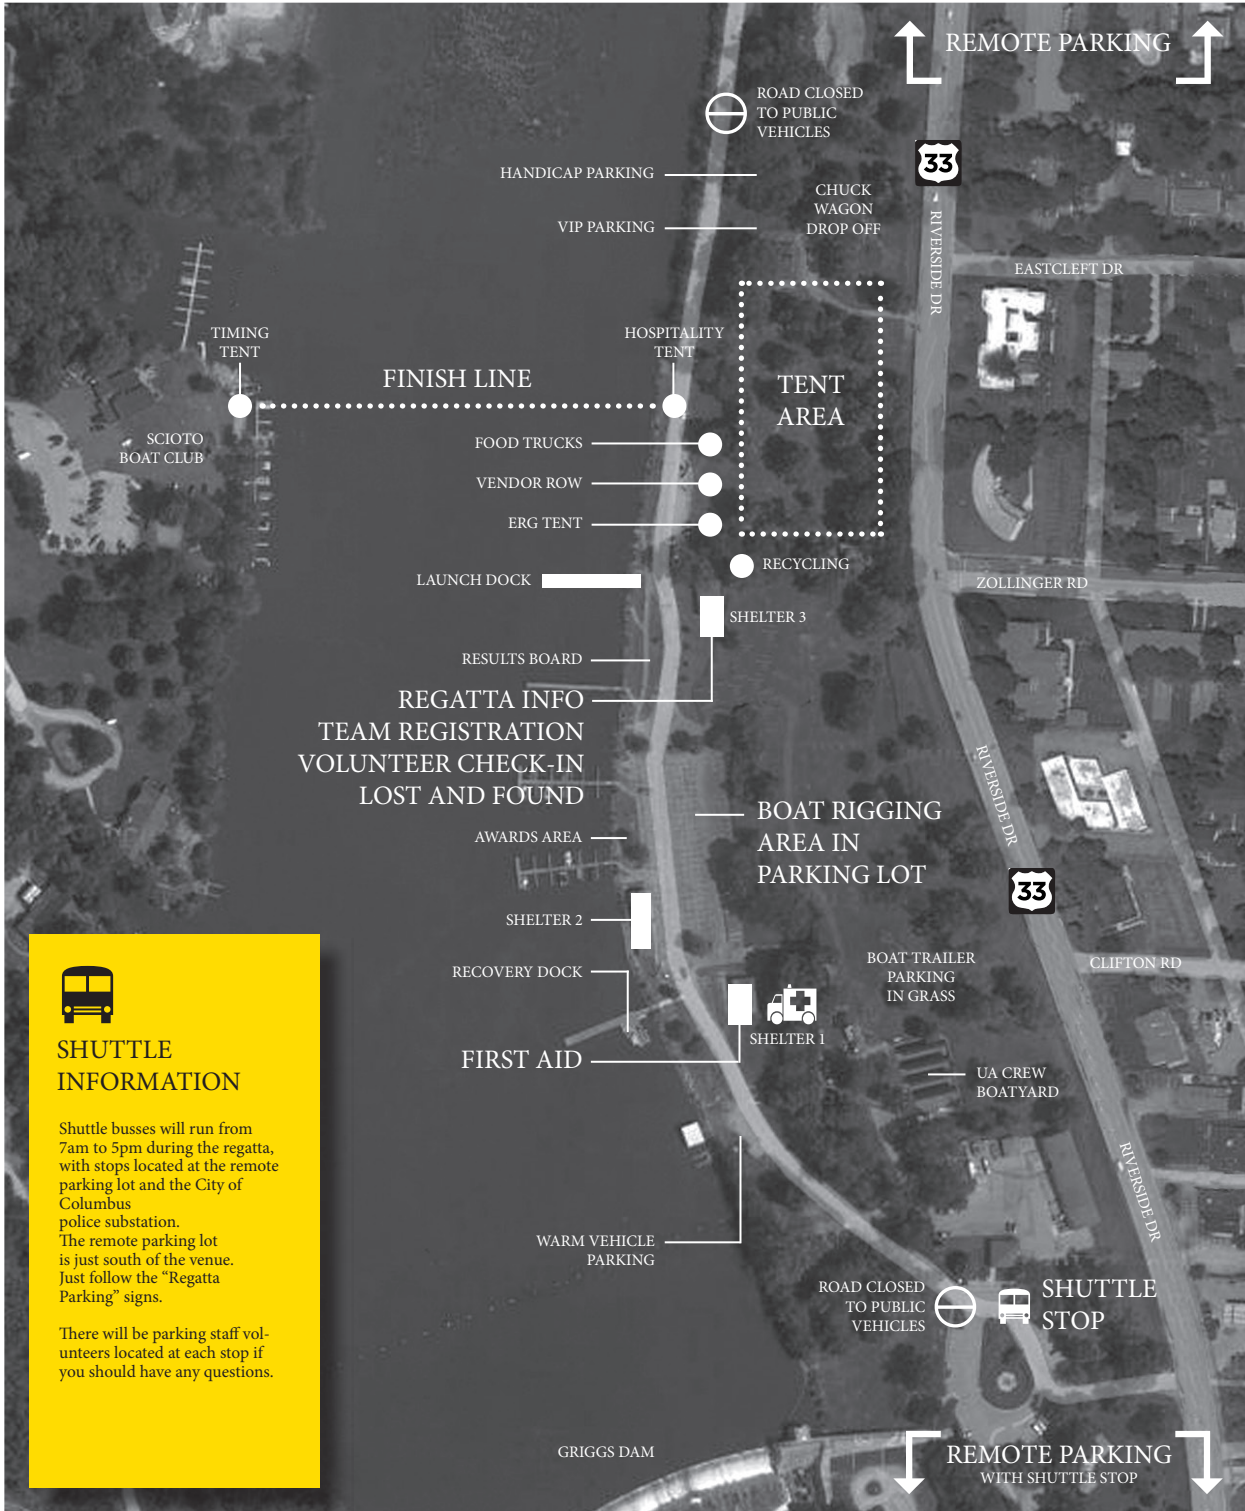 REMOTE PARKING
ROAD CLOSED
TO PUBLIC
VEHICLES
33
HANDICAP PARKING
CHUCK
WAGON
DROP OFF
VIP PARKING
RIVERSIDE DR
EASTCLEFT DR
TIMING
TENT
HOSPITALITY
TENT
FINISH LINE
TENT
AREA
SCIOTO
BOAT CLUB
FOOD TRUCKS
VENDOR ROW
ERG TENT
RECYCLING
LAUNCH DOCK
ZOLLINGER RD
SHELTER 3
RESULTS BOARD
REGATTA INFO
TEAM REGISTRATION
VOLUNTEER CHECK-IN
LOST AND FOUND
RIVERSIDE DR
BOAT RIGGING
AREA IN
PARKING LOT
AWARDS AREA
33
SHELTER 2
BOAT TRAILER
PARKING
IN GRASS
CLIFTON RD
RECOVERY DOCK
SHELTER 1
FIRST AID
UA CREW
BOATYARD
RIVERSIDE DR
WARM VEHICLE
PARKING
ROAD CLOSED
TO PUBLIC
VEHICLES
SHUTTLE
STOP
GRIGGS DAM
REMOTE PARKING
WITH SHUTTLE STOP
SHUTTLE
INFORMATION
Shuttle busses will run from
7am to 5pm during the regatta,
with stops located at the remote
parking lot and the City of
Columbus
police substation.
The remote parking lot
is just south of the venue.
Just follow the “Regatta
Parking” signs.
There will be parking staff vol-
unteers located at each stop if
you should have any questions.